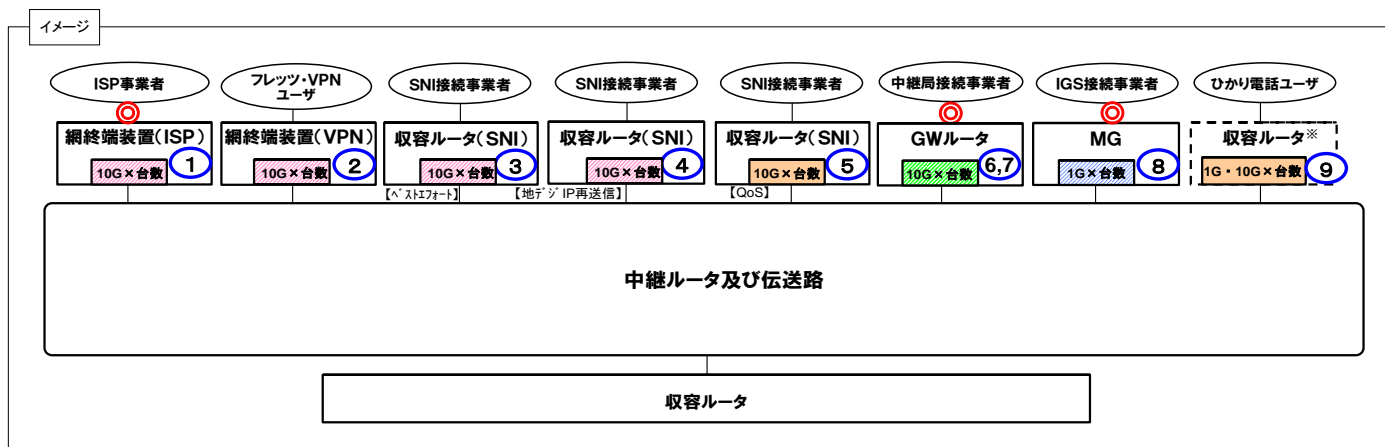 イメージ
ISP事業者
フレッツ・VPN
ユーザ
SNI接続事業者
SNI接続事業者
SNI接続事業者
中継局接続事業者
IGS接続事業者
ひかり電話ユーザ
網終端装置(ISP)
10G×台数
1
網終端装置(VPN)
10G×台数
2
収容ルータ(SNI)
10G×台数
3
収容ルータ(SNI)
10G×台数
4
収容ルータ(SNI)
10G×台数
5
GWルータ
10G×台数
6,7
MG
1G×台数
8
収容ルータ※
1G・10G×台数
9
【ベストエフォート】
【地デジIP再送信】
【QoS】
中継ルータ及び伝送路
収容ルータ